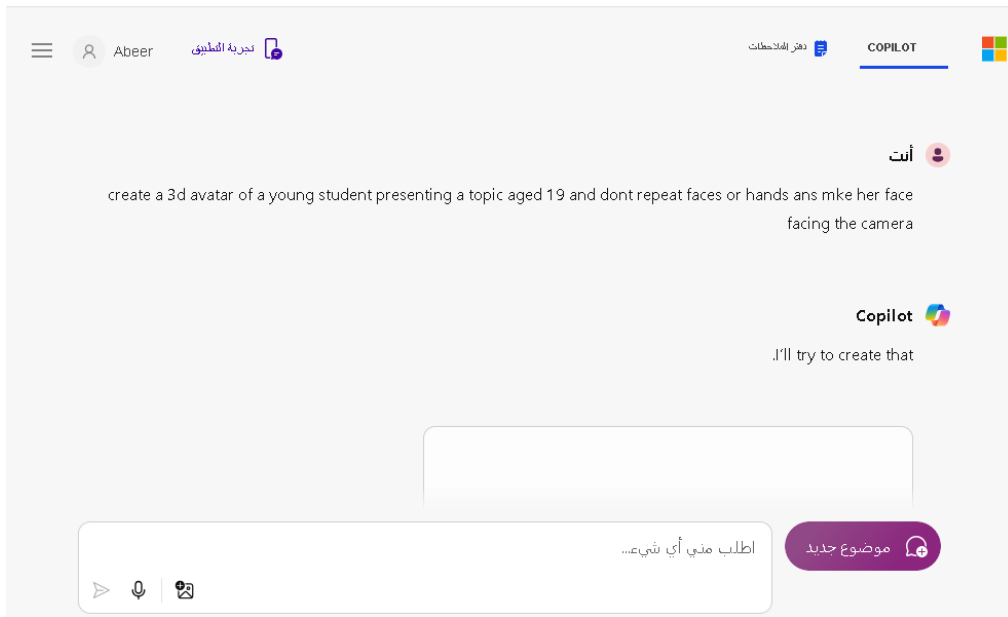 COPILOT
دفتر الملاحظات
تجربة التطبيق
Abeer
أنت
create a 3d avatar of a young student presenting a topic aged 19 and dont repeat faces or hands ans mke her face
facing the camera
Copilot
.I'll try to create that
موضوع جديد
اطلب مني أي شيء...